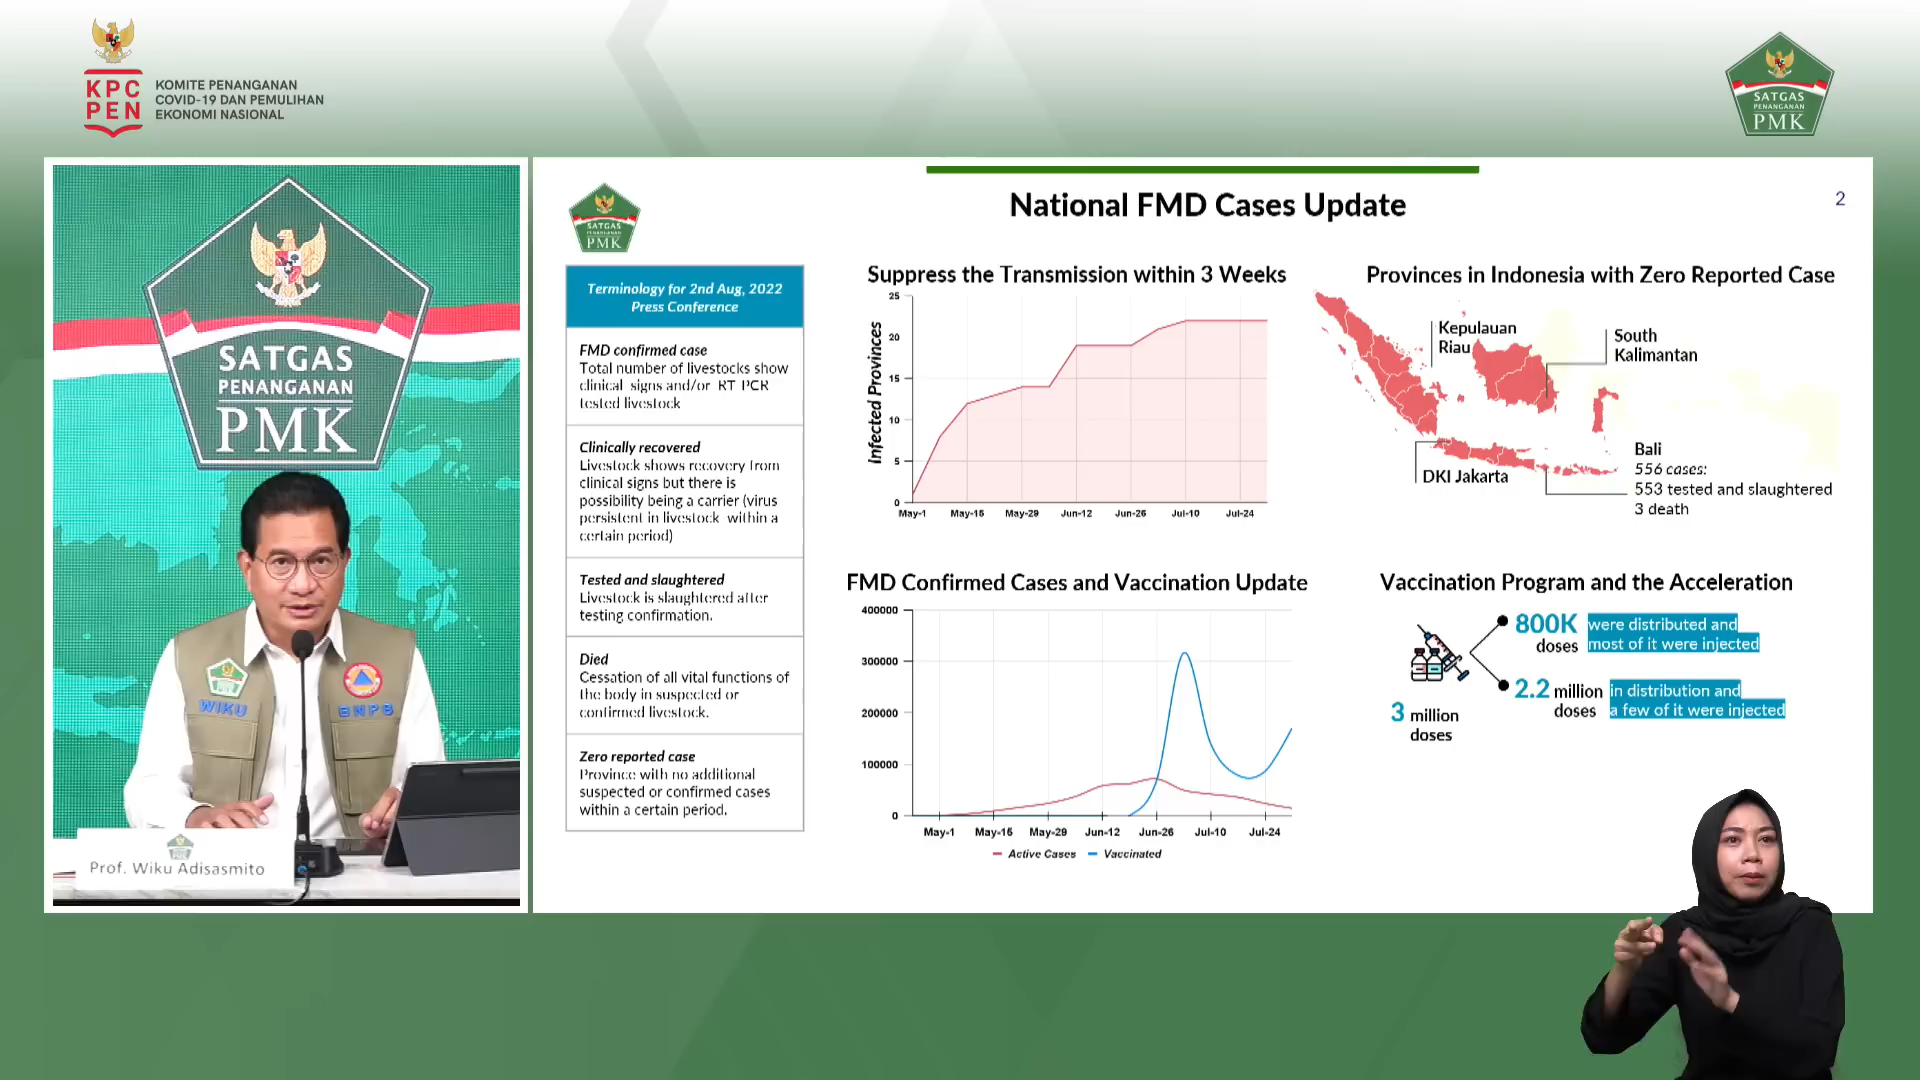 KPC
PEN
KOMITE PENANGANAN
COVID-19 DAN PEMULIHAN
EKONOMI NASIONAL
SATGAS
PENANGANAN
PMK
SATGAS
PENANGANAN
PMK
WIKU
BNPB
Prof. Wiku Adisasmito
SATGAS
PENANGANAN
PMK
National FMD Cases Update
2
Terminology for 2nd Aug, 2022
Press Conference
FMD confirmed case
Total number of livestocks show
clinical signs and/or RT PCR
tested livestock
Clinically recovered
Livestock shows recovery from
clinical signs but there is
possibility being a carrier (virus
persistent in livestock within a
certain period)
Tested and slaughtered
Livestock is slaughtered after
testing confirmation.
Died
Cessation of all vital functions of
the body in suspected or
confirmed livestock.
Zero reported case
Province with no additional
suspected or confirmed cases
within a certain period.
Suppress the Transmission within 3 Weeks
Infected Provinces
25
20
15
10
5
0
May-1 May-15 May-29 Jun-12 Jun-26 Jul-10 Jul-24
Provinces in Indonesia with Zero Reported Case
Kepulauan
Riau
South
Kalimantan
DKI Jakarta
Bali
556 cases:
553 tested and slaughtered
3 death
FMD Confirmed Cases and Vaccination Update
400000
300000
200000
100000
0
May-1 May-15 May-29 Jun-12 Jun-26 Jul-10 Jul-24
Active Cases Vaccinated
Vaccination Program and the Acceleration
3 million
doses
800K
doses
were distributed and
most of it were injected
2.2 million
doses
in distribution and
a few of it were injected